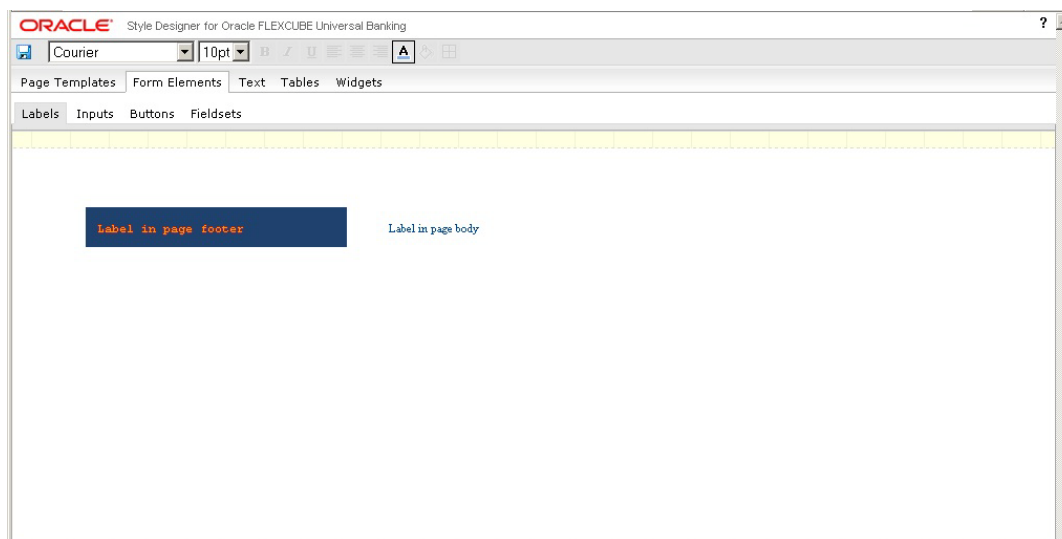 ORACLE® Style Designer for Oracle FLEXCUBE Universal Banking ?
Courier 10pt B I U A
Page Templates Form Elements Text Tables Widgets
Labels Inputs Buttons Fieldsets
Label in page footer Label in page body